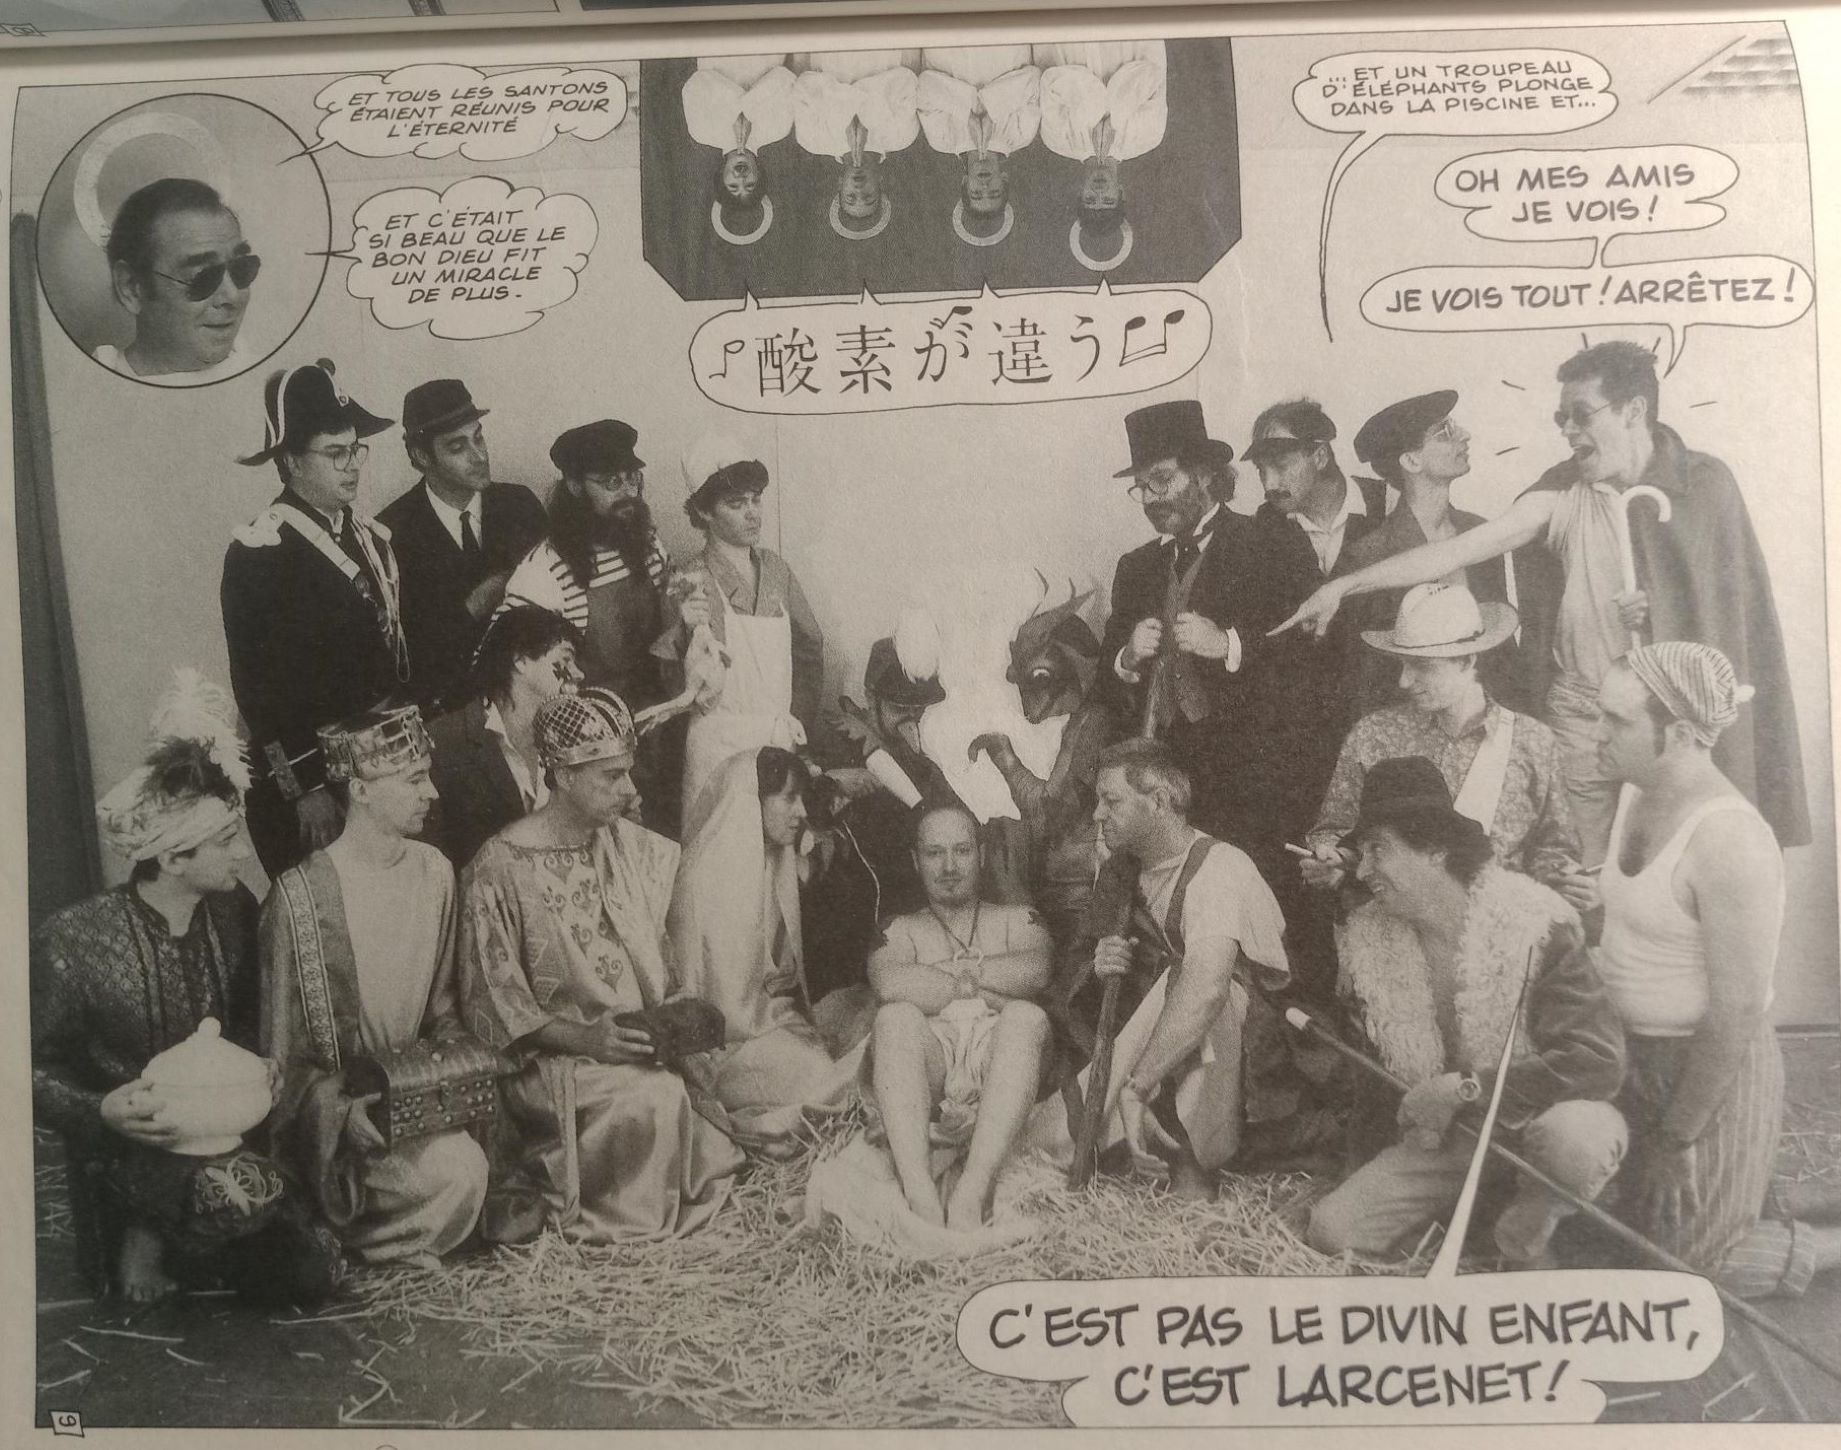 ET TOUS LES SANTONS
ÉTAIENT RÉUNIS POUR
L'ÉTERNITÉ
ET C'ÉTAIT
SI BEAU QUE LE
BON DIEU FIT
UN MIRACLE
DE PLUS.
♪酸素が違う♫
...ET UN TROUPEAU
D'ÉLÉPHANTS PLONGE
DANS LA PISCINE ET...
OH MES AMIS
JE VOIS !
JE VOIS TOUT ! ARRÊTEZ !
C'EST PAS LE DIVIN ENFANT,
C'EST LARCENET !
9